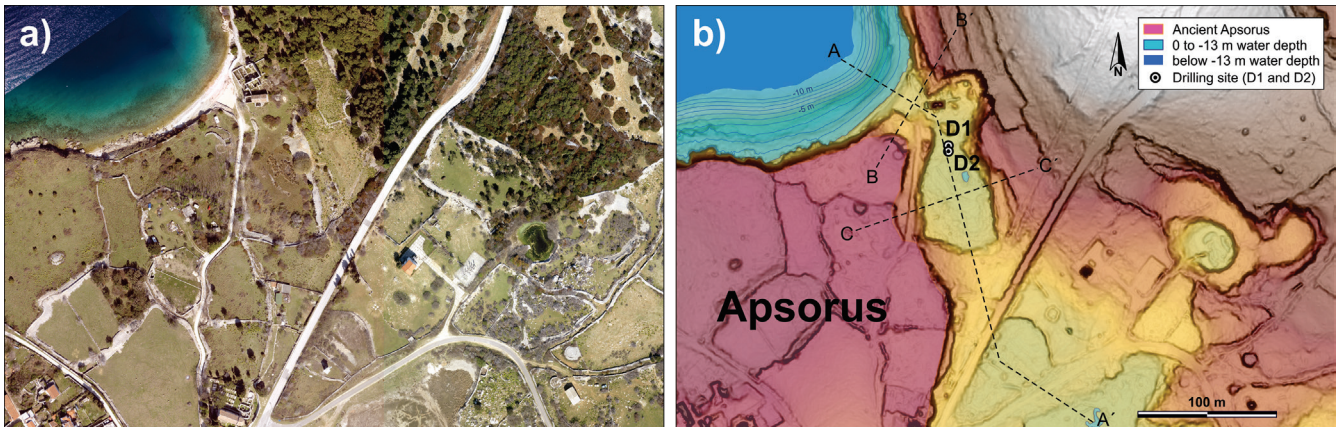 a)
b)
Ancient Apsorus
0 to -13 m water depth
below -13 m water depth
Drilling site (D1 and D2)
N
A
B
-10 m
-5 m
D1
D2
B
C´
C
Apsorus
A´
100 m